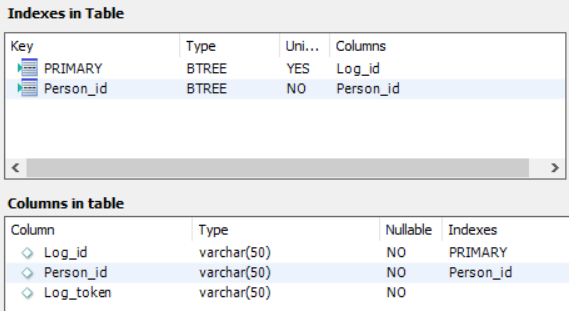 Indexes in Table
Key Type Uni... Columns
PRIMARY BTREE YES Log_id
Person_id BTREE NO Person_id
Columns in table
Column Type Nullable Indexes
Log_id varchar(50) NO PRIMARY
Person_id varchar(50) NO Person_id
Log_token varchar(50) NO